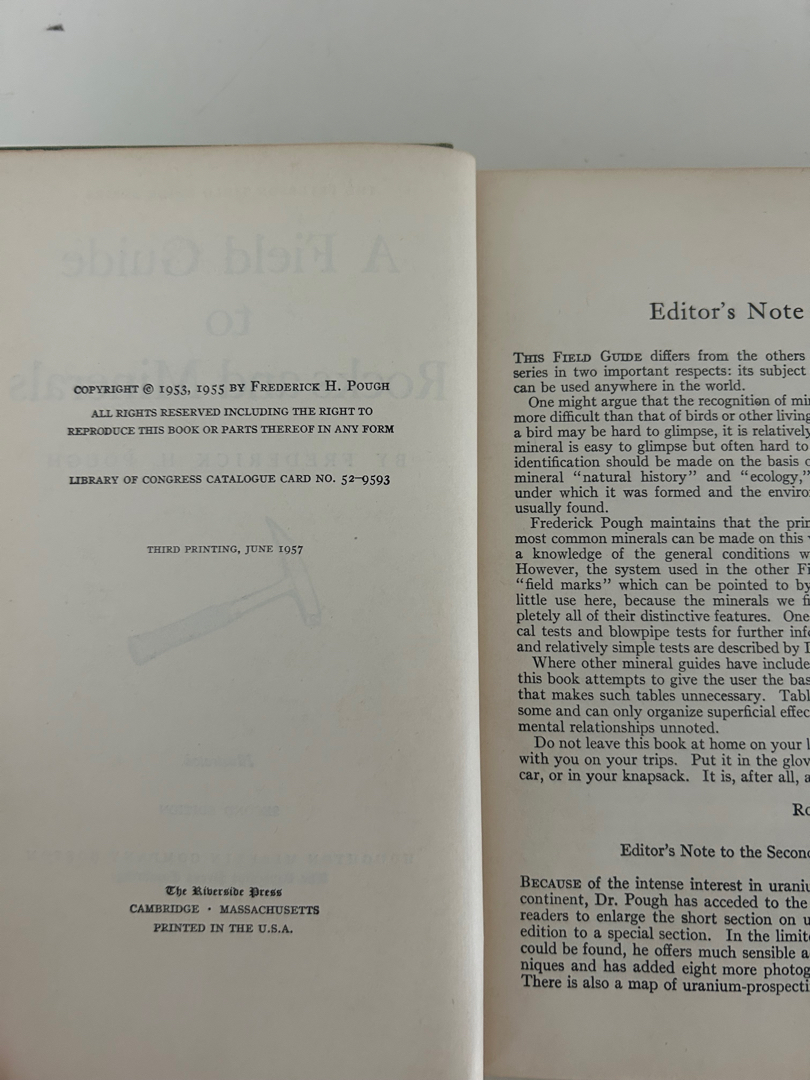 COPYRIGHT © 1953, 1955 BY FREDERICK H. POUGH
ALL RIGHTS RESERVED INCLUDING THE RIGHT TO
REPRODUCE THIS BOOK OR PARTS THEREOF IN ANY FORM
LIBRARY OF CONGRESS CATALOGUE CARD NO. 52–9593
THIRD PRINTING, JUNE 1957
The Riverside Press
CAMBRIDGE · MASSACHUSETTS
PRINTED IN THE U.S.A.
Editor's Note
THIS FIELD GUIDE differs from the others
series in two important respects: its subject
can be used anywhere in the world.
One might argue that the recognition of
more difficult than that of birds or other living
a bird may be hard to glimpse, it is relatively
mineral is easy to glimpse but often hard to
identification should be made on the basis
mineral "natural history" and "ecology,"
under which it was formed and the
usually found.
Frederick Pough maintains that the
most common minerals can be made on this
a knowledge of the general conditions
However, the system used in the other
"field marks" which can be pointed to by
little use here, because the minerals we
pletely all of their distinctive features. One
cal tests and blowpipe tests for further
and relatively simple tests are described by
Where other mineral guides have
this book attempts to give the user the
that makes such tables unnecessary.
some and can only organize superficial
mental relationships unnoted.
Do not leave this book at home on your
with you on your trips. Put it in the
car, or in your knapsack. It is, after all,
Editor's Note to the
BECAUSE of the intense interest in
continent, Dr. Pough has acceded to the
readers to enlarge the short section on
edition to a special section. In the
could be found, he offers much sensible
niques and has added eight more
There is also a map of